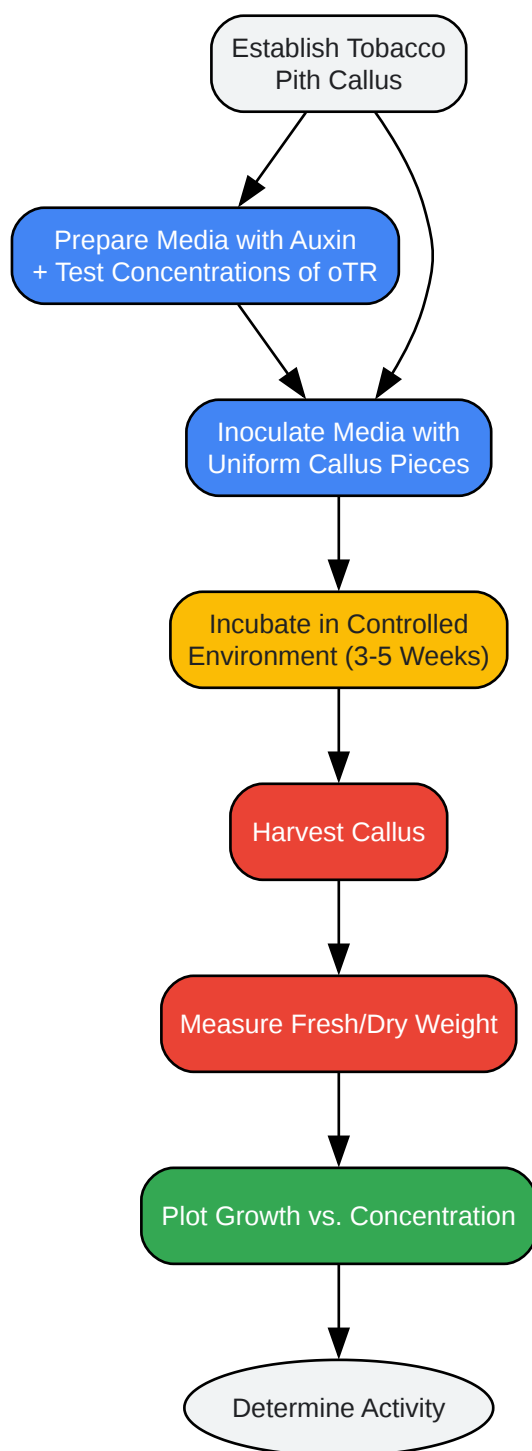 Establish Tobacco
Pith Callus
Prepare Media with Auxin
+ Test Concentrations of oTR
Inoculate Media with
Uniform Callus Pieces
Incubate in Controlled
Environment (3-5 Weeks)
Harvest Callus
Measure Fresh/Dry Weight
Plot Growth vs. Concentration
Determine Activity